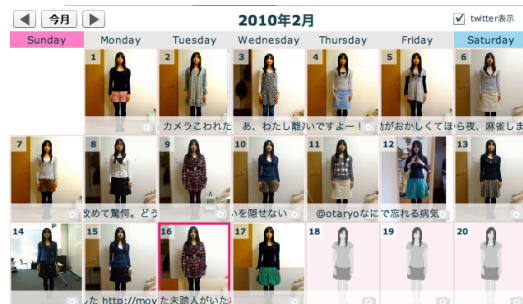 今月
2010年2月
twitter表示
Sunday Monday Tuesday Wednesday Thursday Friday Saturday
1 2 3 4 5 6
カメラこわれた あ、わたし離 いですよー！ がおかしくてほ ら夜、麻雀しま
7 8 9 10 11 12 13
改めて驚愕。どう いを隠せない @otaryoなにで忘れる病気
14 15 16 17 18 19 20
した http://mov た未踏人がいた